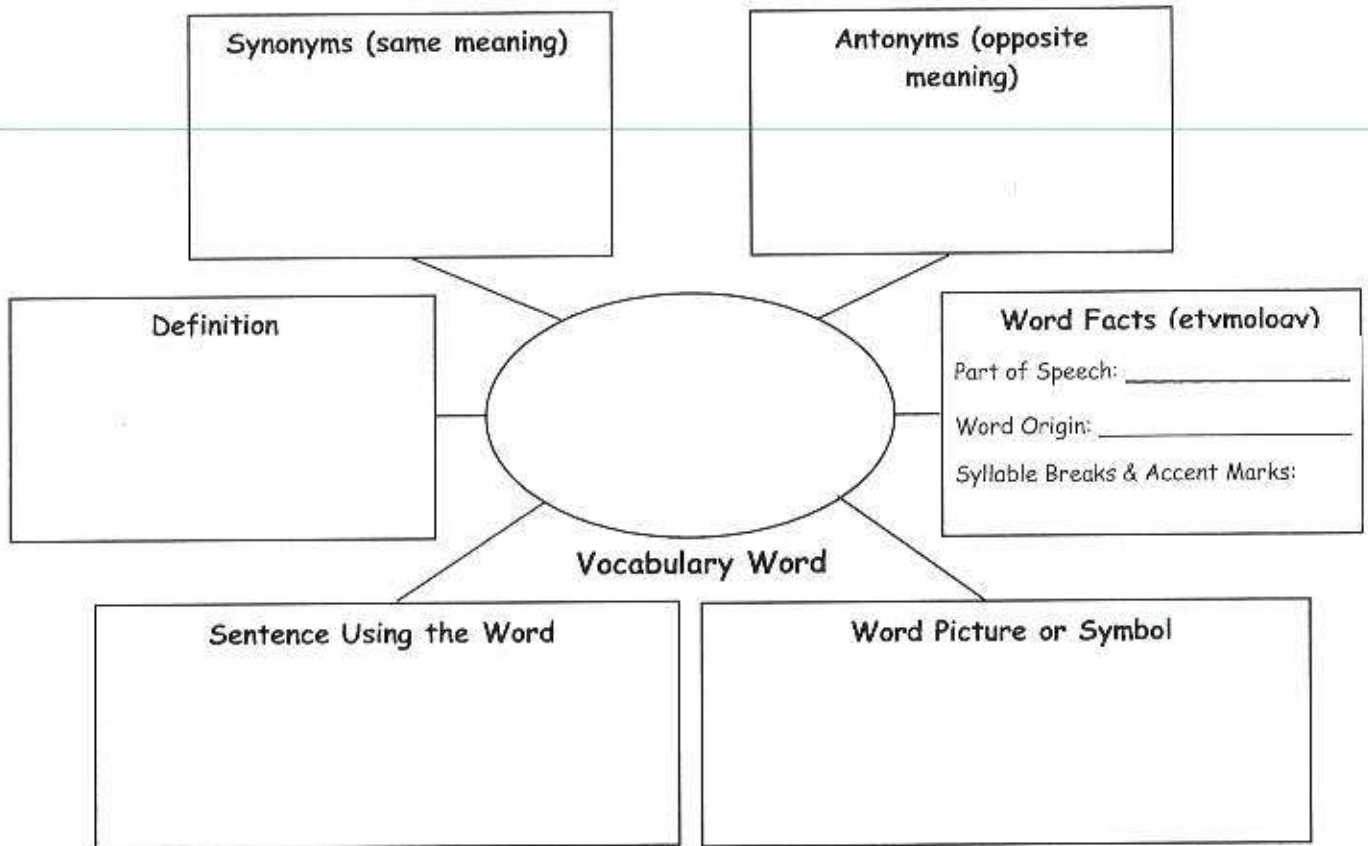 Synonyms (same meaning)
Antonyms (opposite
meaning)
Definition
Word Facts (etymology)
Part of Speech:
Word Origin:
Syllable Breaks & Accent Marks:
Vocabulary Word
Sentence Using the Word
Word Picture or Symbol